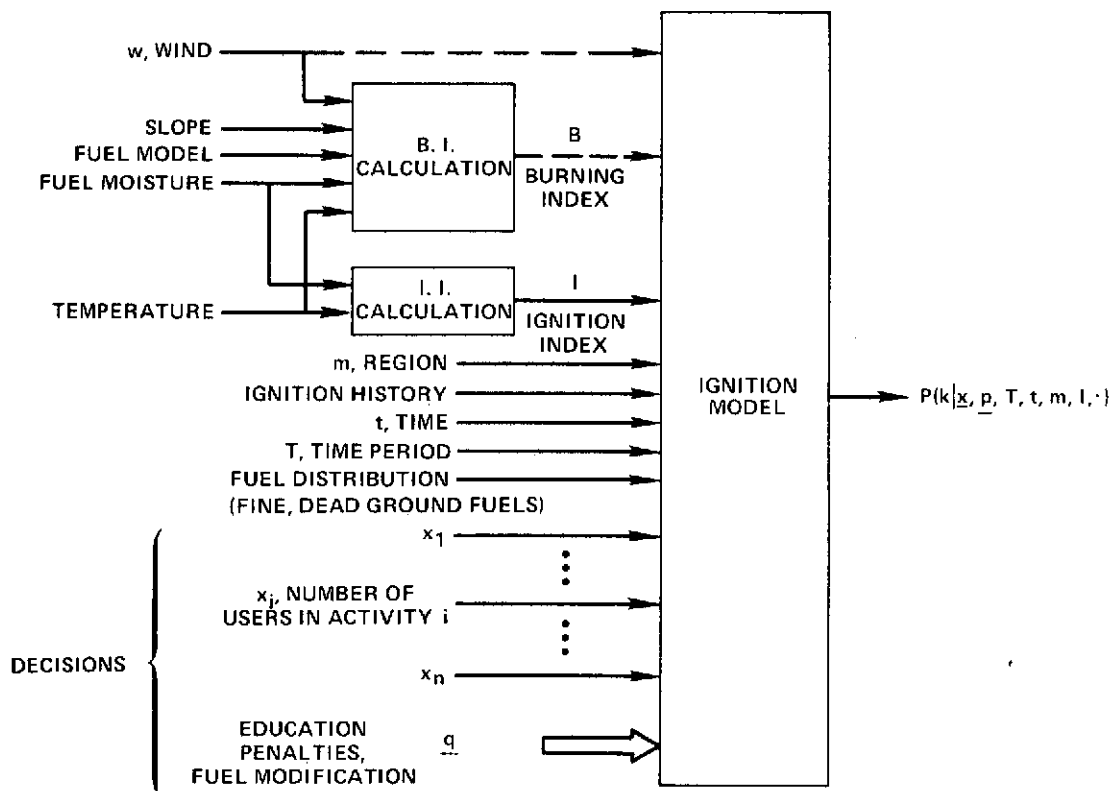 w, WIND
SLOPE
FUEL MODEL
FUEL MOISTURE
TEMPERATURE
B. I.
CALCULATION
B
BURNING
INDEX
I. I.
CALCULATION
I
IGNITION
INDEX
m, REGION
IGNITION HISTORY
t, TIME
T, TIME PERIOD
FUEL DISTRIBUTION
(FINE, DEAD GROUND FUELS)
x1
xj, NUMBER OF
USERS IN ACTIVITY i
xn
DECISIONS
EDUCATION
PENALTIES,
FUEL MODIFICATION
q
IGNITION
MODEL
P{k|x, p, T, t, m, I, ·}